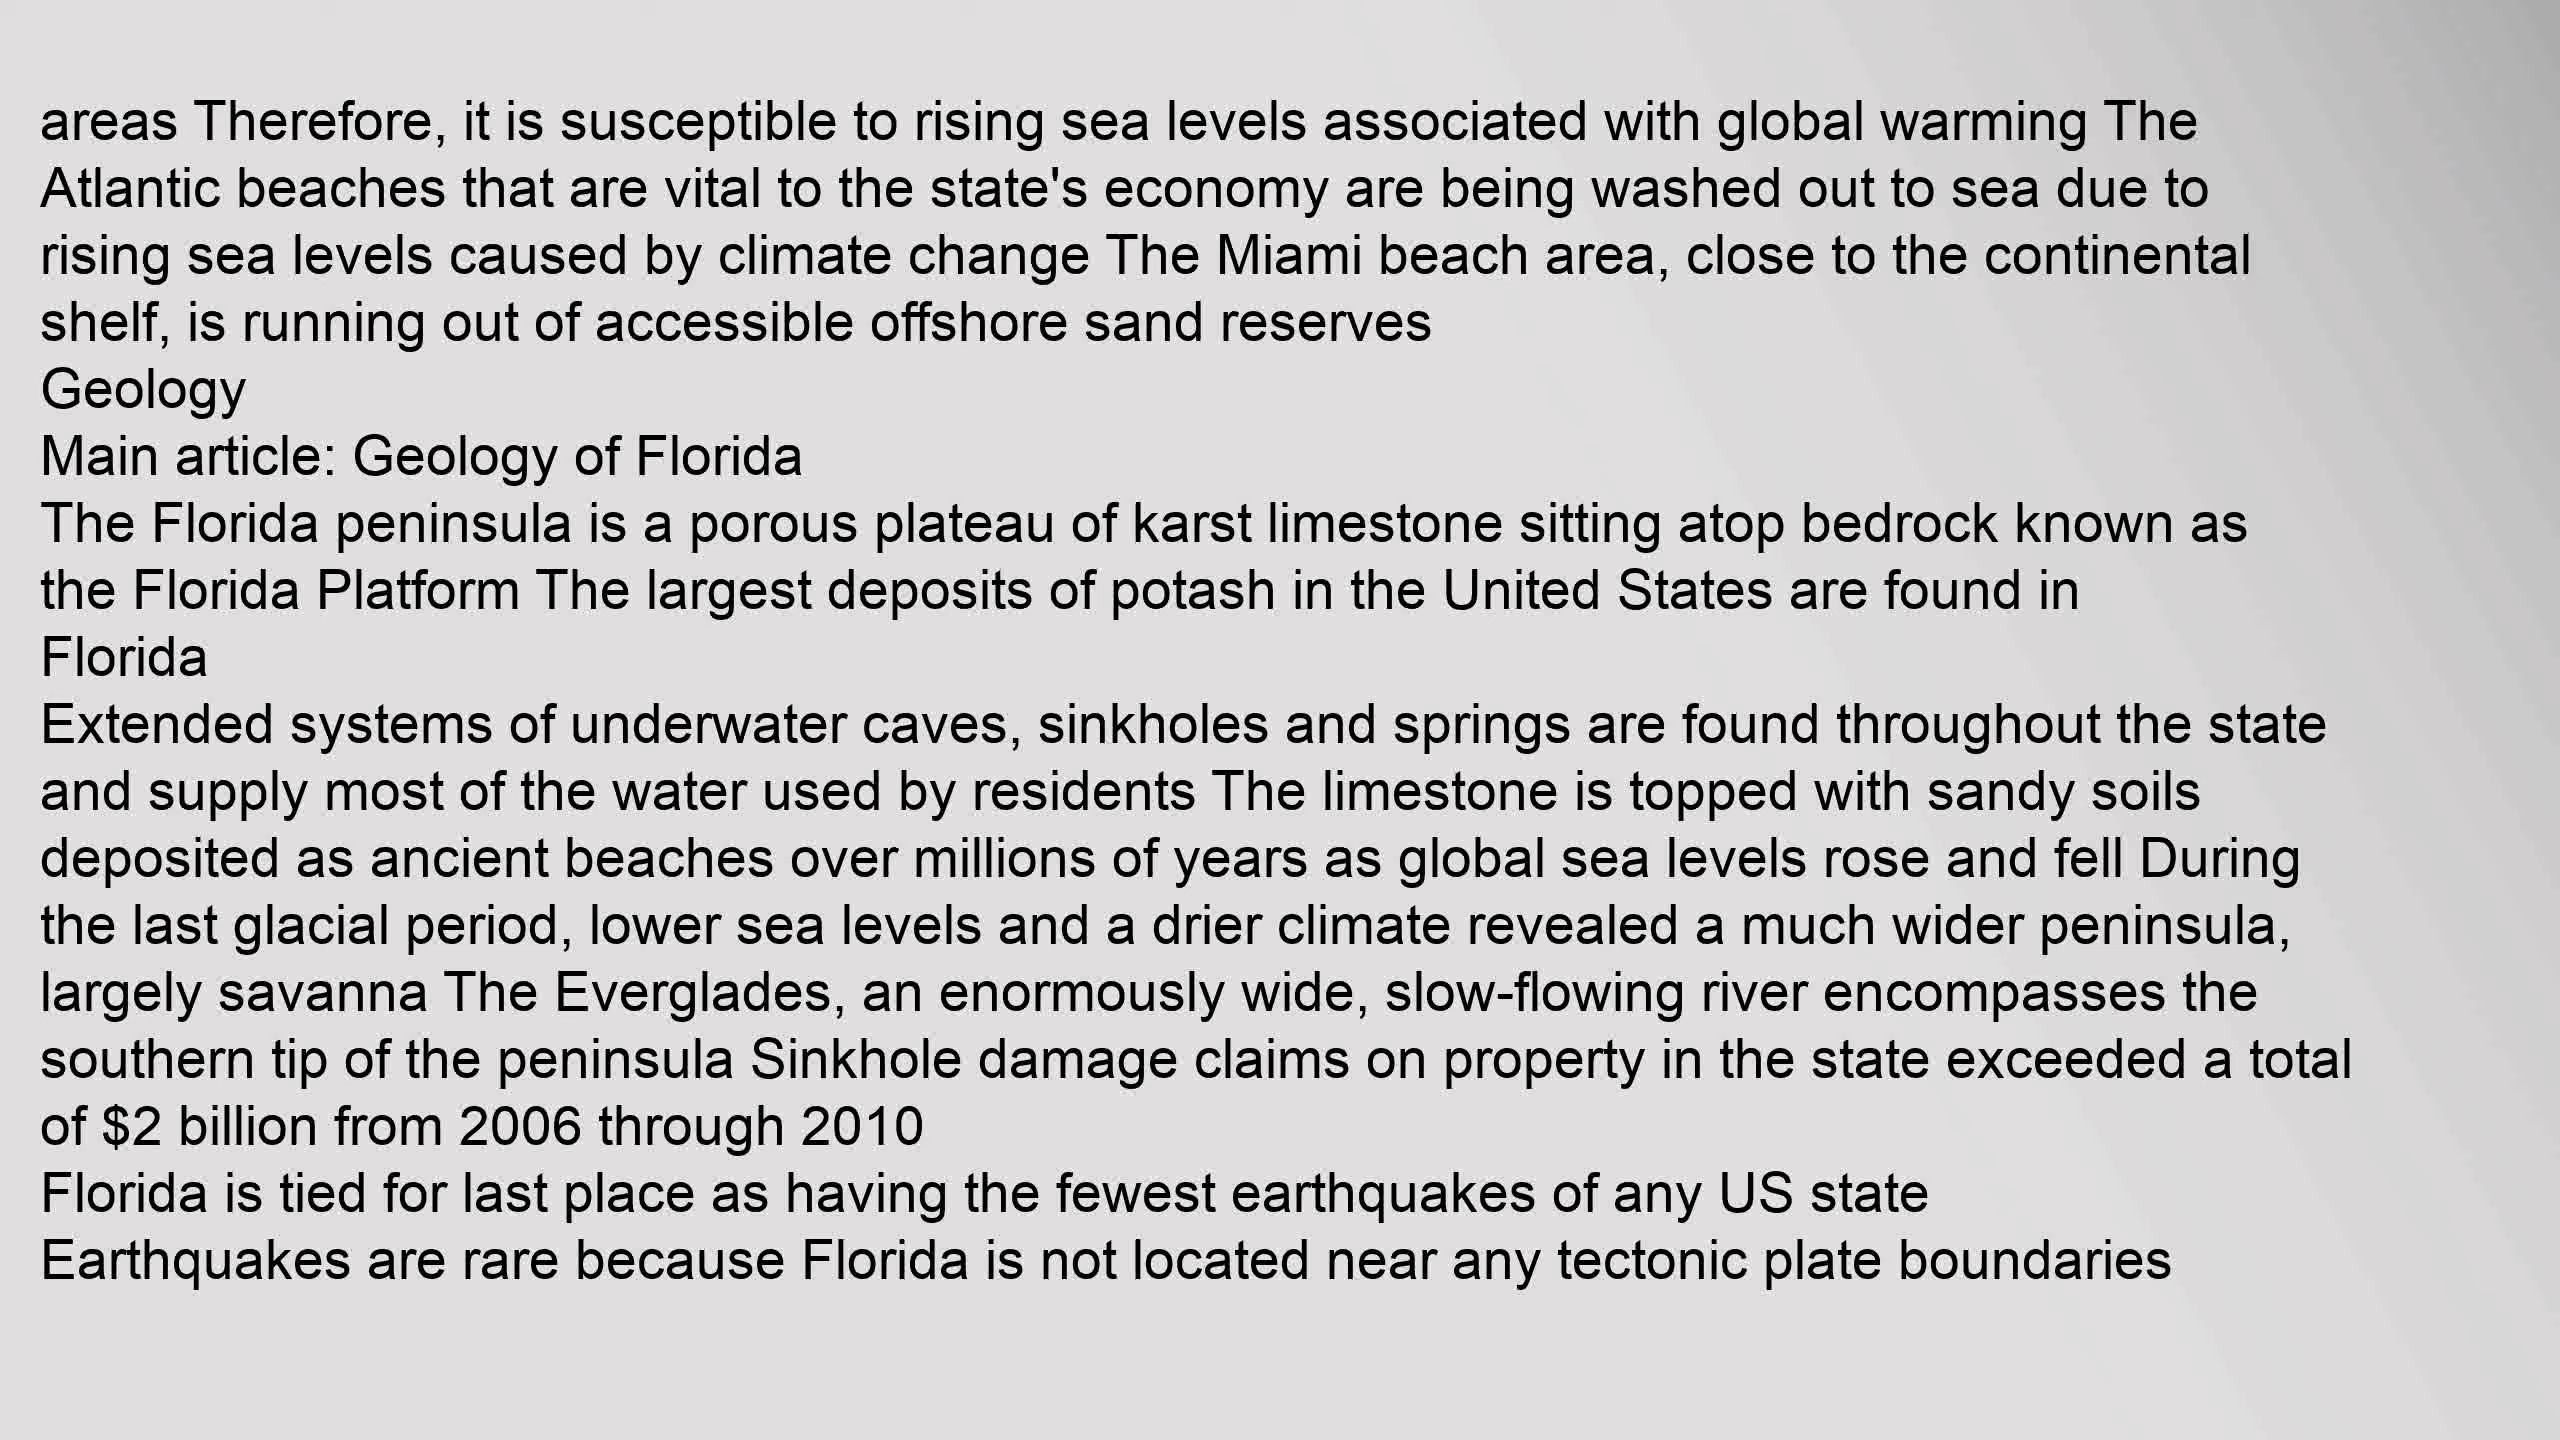 areas Therefore, it is susceptible to rising sea levels associated with global warming The
Atlantic beaches that are vital to the state's economy are being washed out to sea due to
rising sea levels caused by climate change The Miami beach area, close to the continental
shelf, is running out of accessible offshore sand reserves
Geology
Main article: Geology of Florida
The Florida peninsula is a porous plateau of karst limestone sitting atop bedrock known as
the Florida Platform The largest deposits of potash in the United States are found in
Florida
Extended systems of underwater caves, sinkholes and springs are found throughout the state
and supply most of the water used by residents The limestone is topped with sandy soils
deposited as ancient beaches over millions of years as global sea levels rose and fell During
the last glacial period, lower sea levels and a drier climate revealed a much wider peninsula,
largely savanna The Everglades, an enormously wide, slow-flowing river encompasses the
southern tip of the peninsula Sinkhole damage claims on property in the state exceeded a total
of $2 billion from 2006 through 2010
Florida is tied for last place as having the fewest earthquakes of any US state
Earthquakes are rare because Florida is not located near any tectonic plate boundaries